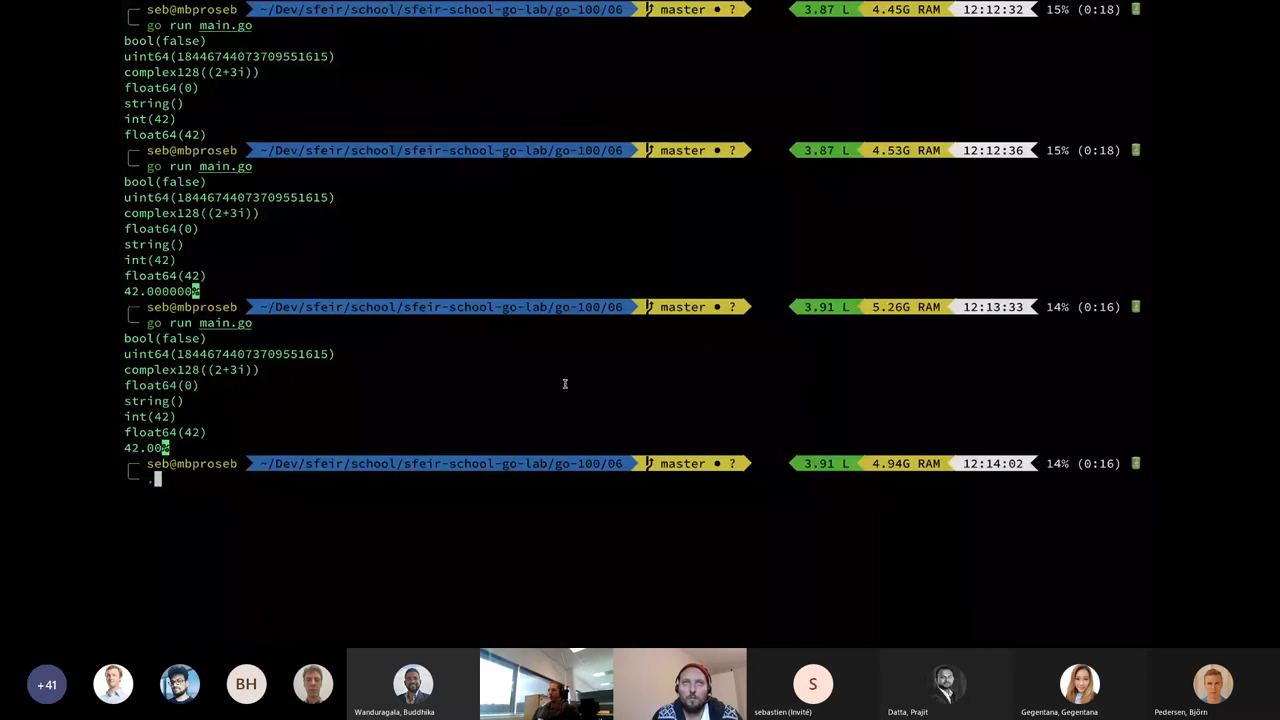 seb@mbproseb ~/Dev/sfeir/school/sfeir-school-go-lab/go-100/06 master ● ? 3.87 L 4.45G RAM 12:12:32 15% (0:18)
go run main.go
bool(false)
uint64(18446744073709551615)
complex128((2+3i))
float64(0)
string()
int(42)
float64(42)
seb@mbproseb ~/Dev/sfeir/school/sfeir-school-go-lab/go-100/06 master ● ? 3.87 L 4.53G RAM 12:12:36 15% (0:18)
go run main.go
bool(false)
uint64(18446744073709551615)
complex128((2+3i))
float64(0)
string()
int(42)
float64(42)
42.000000%
seb@mbproseb ~/Dev/sfeir/school/sfeir-school-go-lab/go-100/06 master ● ? 3.91 L 5.26G RAM 12:13:33 14% (0:16)
go run main.go
bool(false)
uint64(18446744073709551615)
complex128((2+3i))
float64(0)
string()
int(42)
float64(42)
42.00%
seb@mbproseb ~/Dev/sfeir/school/sfeir-school-go-lab/go-100/06 master ● ? 3.91 L 4.94G RAM 12:14:02 14% (0:16)
.
+41 BH S
Wanduragala, Buddhika sebastien (Invité) Datta, Prajit Gegentana, Gegentana Pedersen, Björn